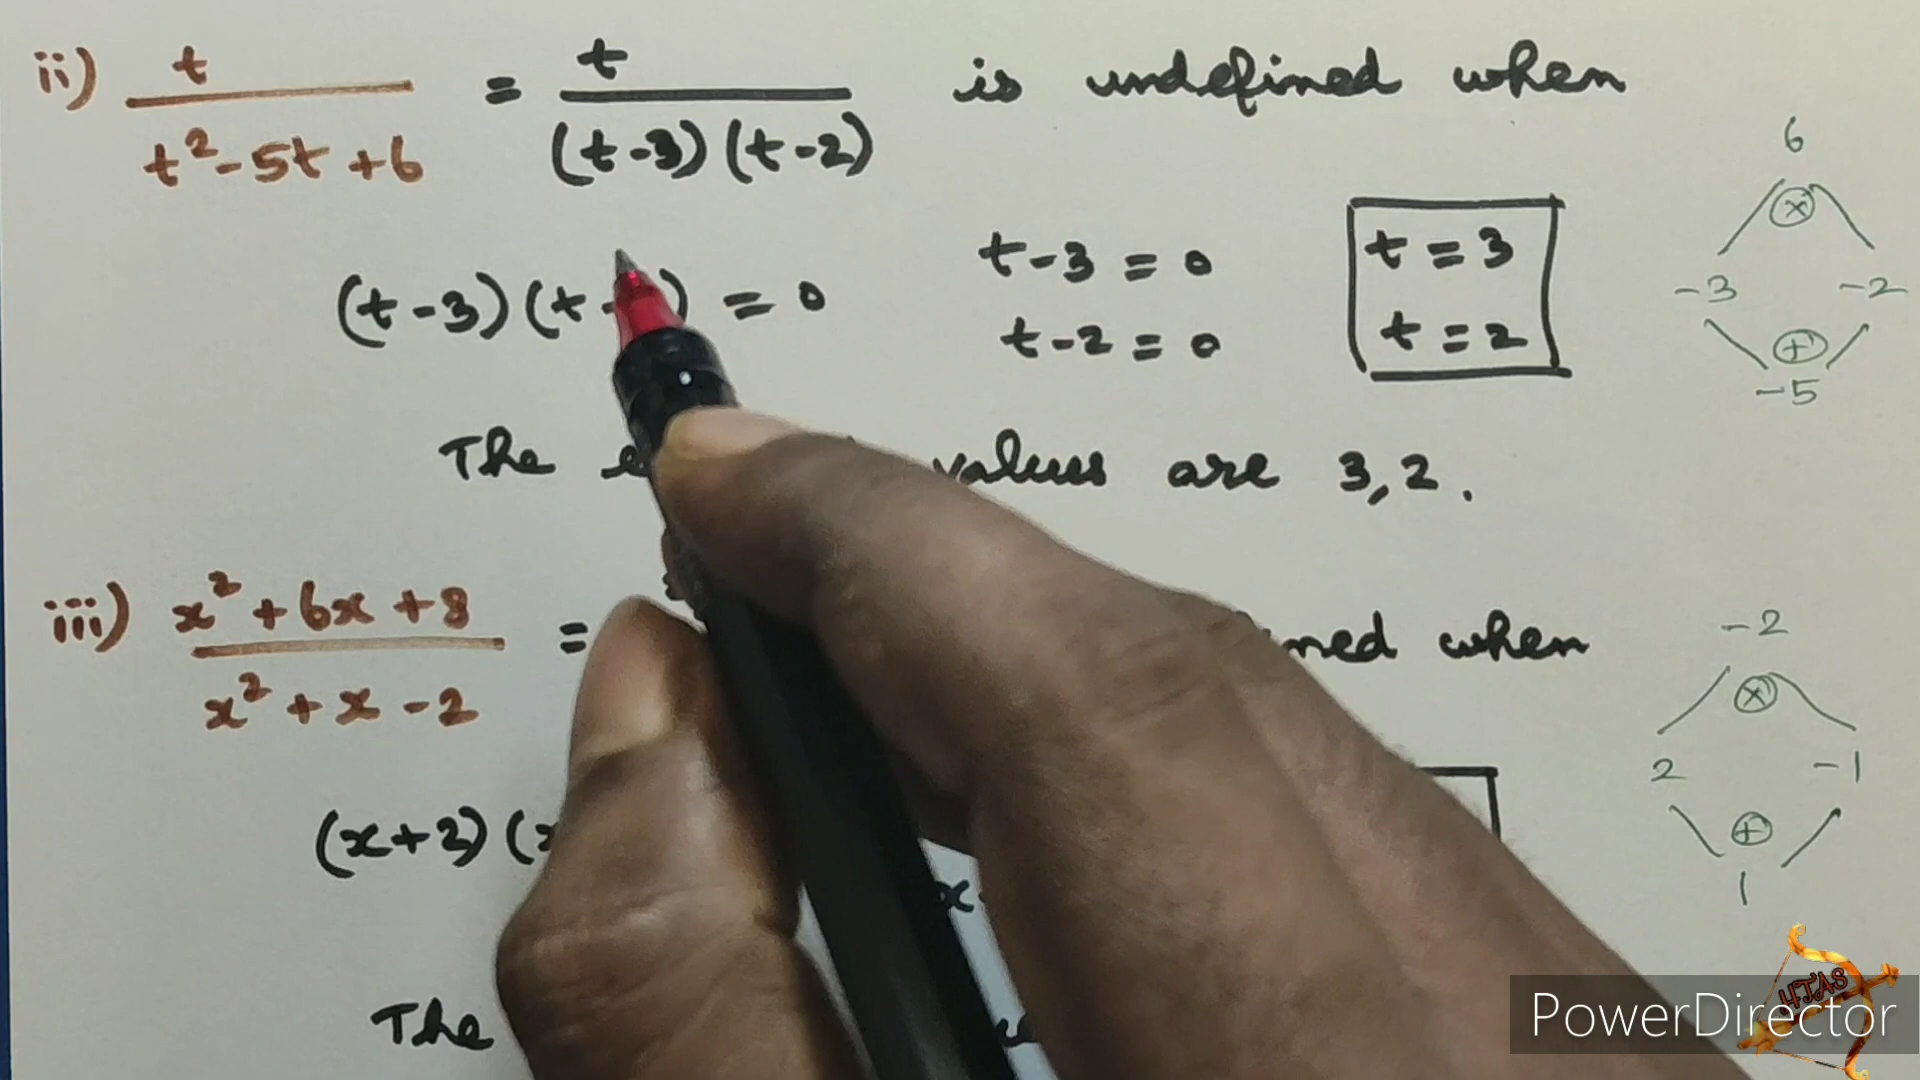 ii) t / t² - 5t + 6 = t / (t - 3) (t - 2) is undefined when
(t - 3) (t - ) = 0 t - 3 = 0 t = 3
t - 2 = 0 t = 2
The values are 3, 2.
iii) x² + 6x + 8 / x² + x - 2 = when
(x + 2) (
The
6
×
-3 -2
+
-5
-2
×
2 -1
+
1
HTAS
PowerDirector